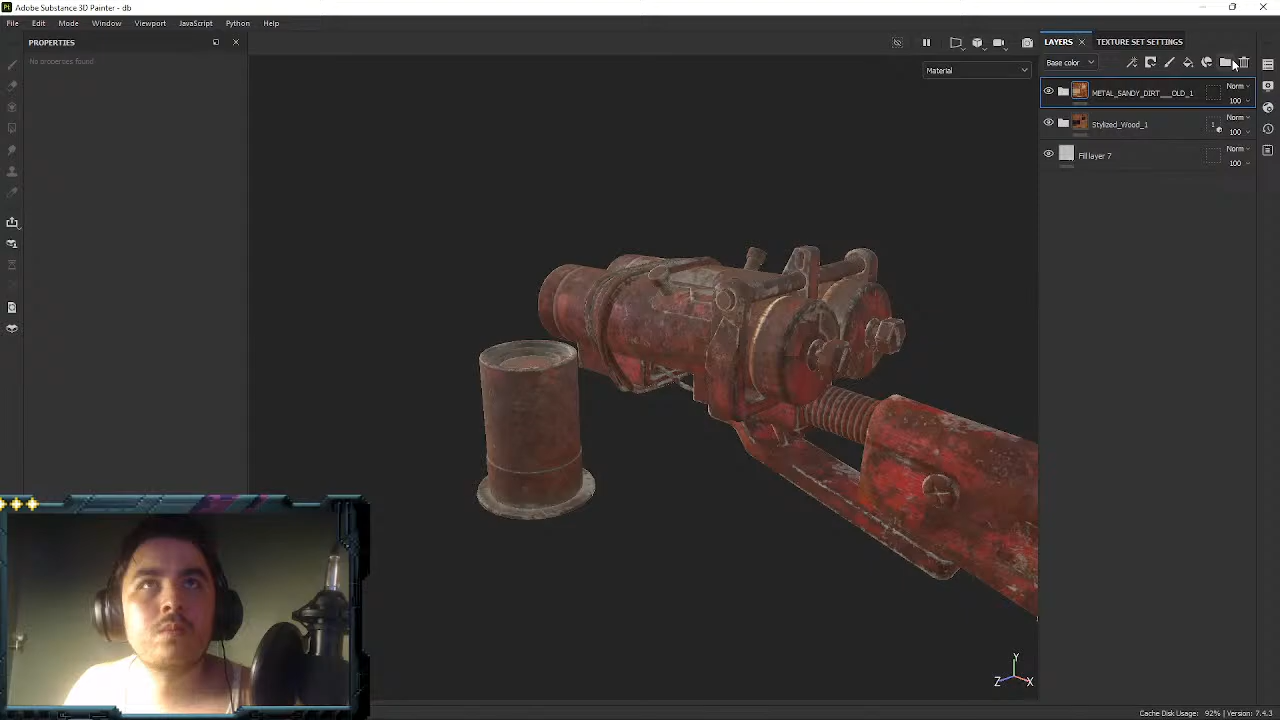 Pt Adobe Substance 3D Painter - db
File Edit Mode Window Viewport JavaScript Python Help
PROPERTIES
No properties found
Material
LAYERS TEXTURE SET SETTINGS
Base color
METAL_SANDY_DIRT___OLD_1 Norm
100
Stylized_Wood_1 Norm
100
Fill layer 7 Norm
100
Y
Z X
Cache Disk Usage: 92% | Version: 7.4.3